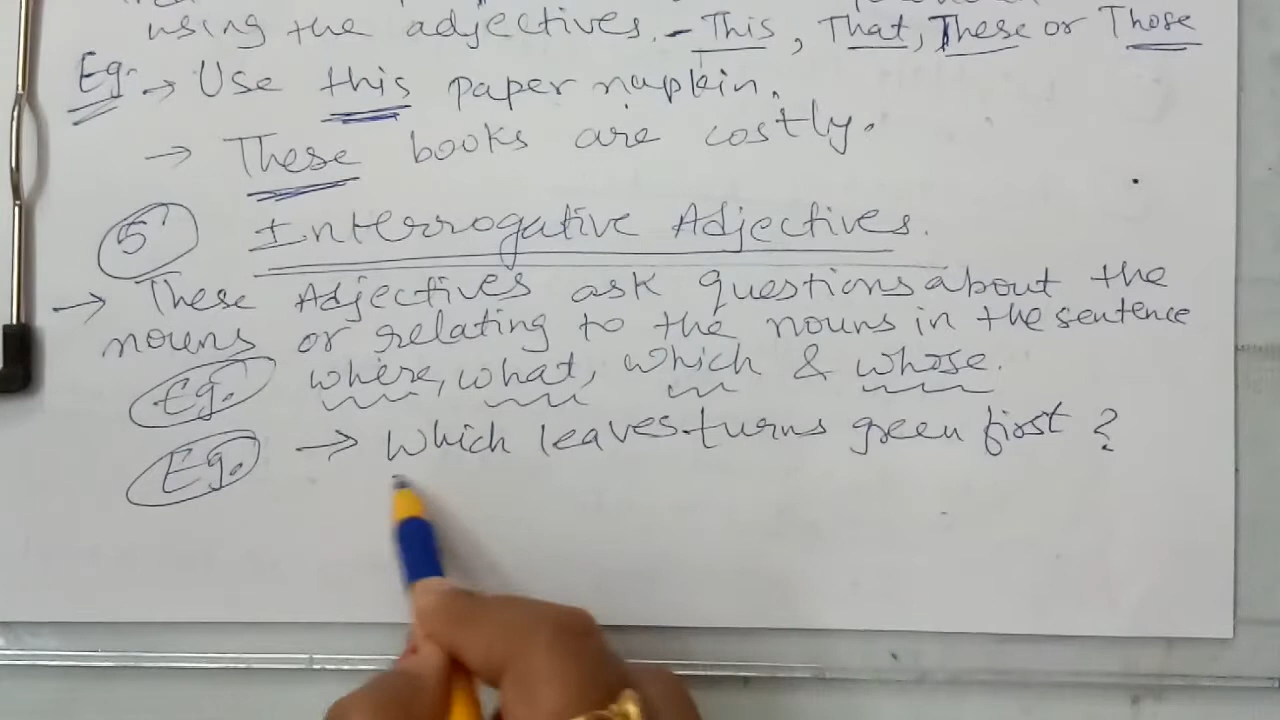 using the adjectives. - This, That, These or Those
Eg. → Use this paper napkin.
→ These books are costly.
5 Interrogative Adjectives.
→ These Adjectives ask questions about the
nouns or relating to the nouns in the sentence
Eg. where, what, which & whose.
Eg. → Which leaves turns green first ?